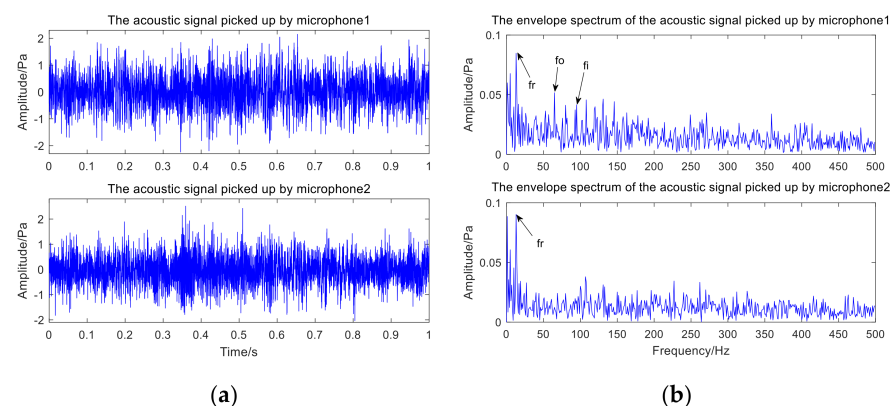 The acoustic signal picked up by microphone1
Amplitude/Pa
2
1
0
-1
-2
0 0.1 0.2 0.3 0.4 0.5 0.6 0.7 0.8 0.9 1
The acoustic signal picked up by microphone2
Amplitude/Pa
2
1
0
-1
-2
0 0.1 0.2 0.3 0.4 0.5 0.6 0.7 0.8 0.9 1
Time/s
(a)
The envelope spectrum of the acoustic signal picked up by microphone1
Amplitude/Pa
0.1
0.05
0
fr
fo
fi
0 50 100 150 200 250 300 350 400 450 500
The envelope spectrum of the acoustic signal picked up by microphone2
Amplitude/Pa
0.1
0.05
0
fr
0 50 100 150 200 250 300 350 400 450 500
Frequency/Hz
(b)